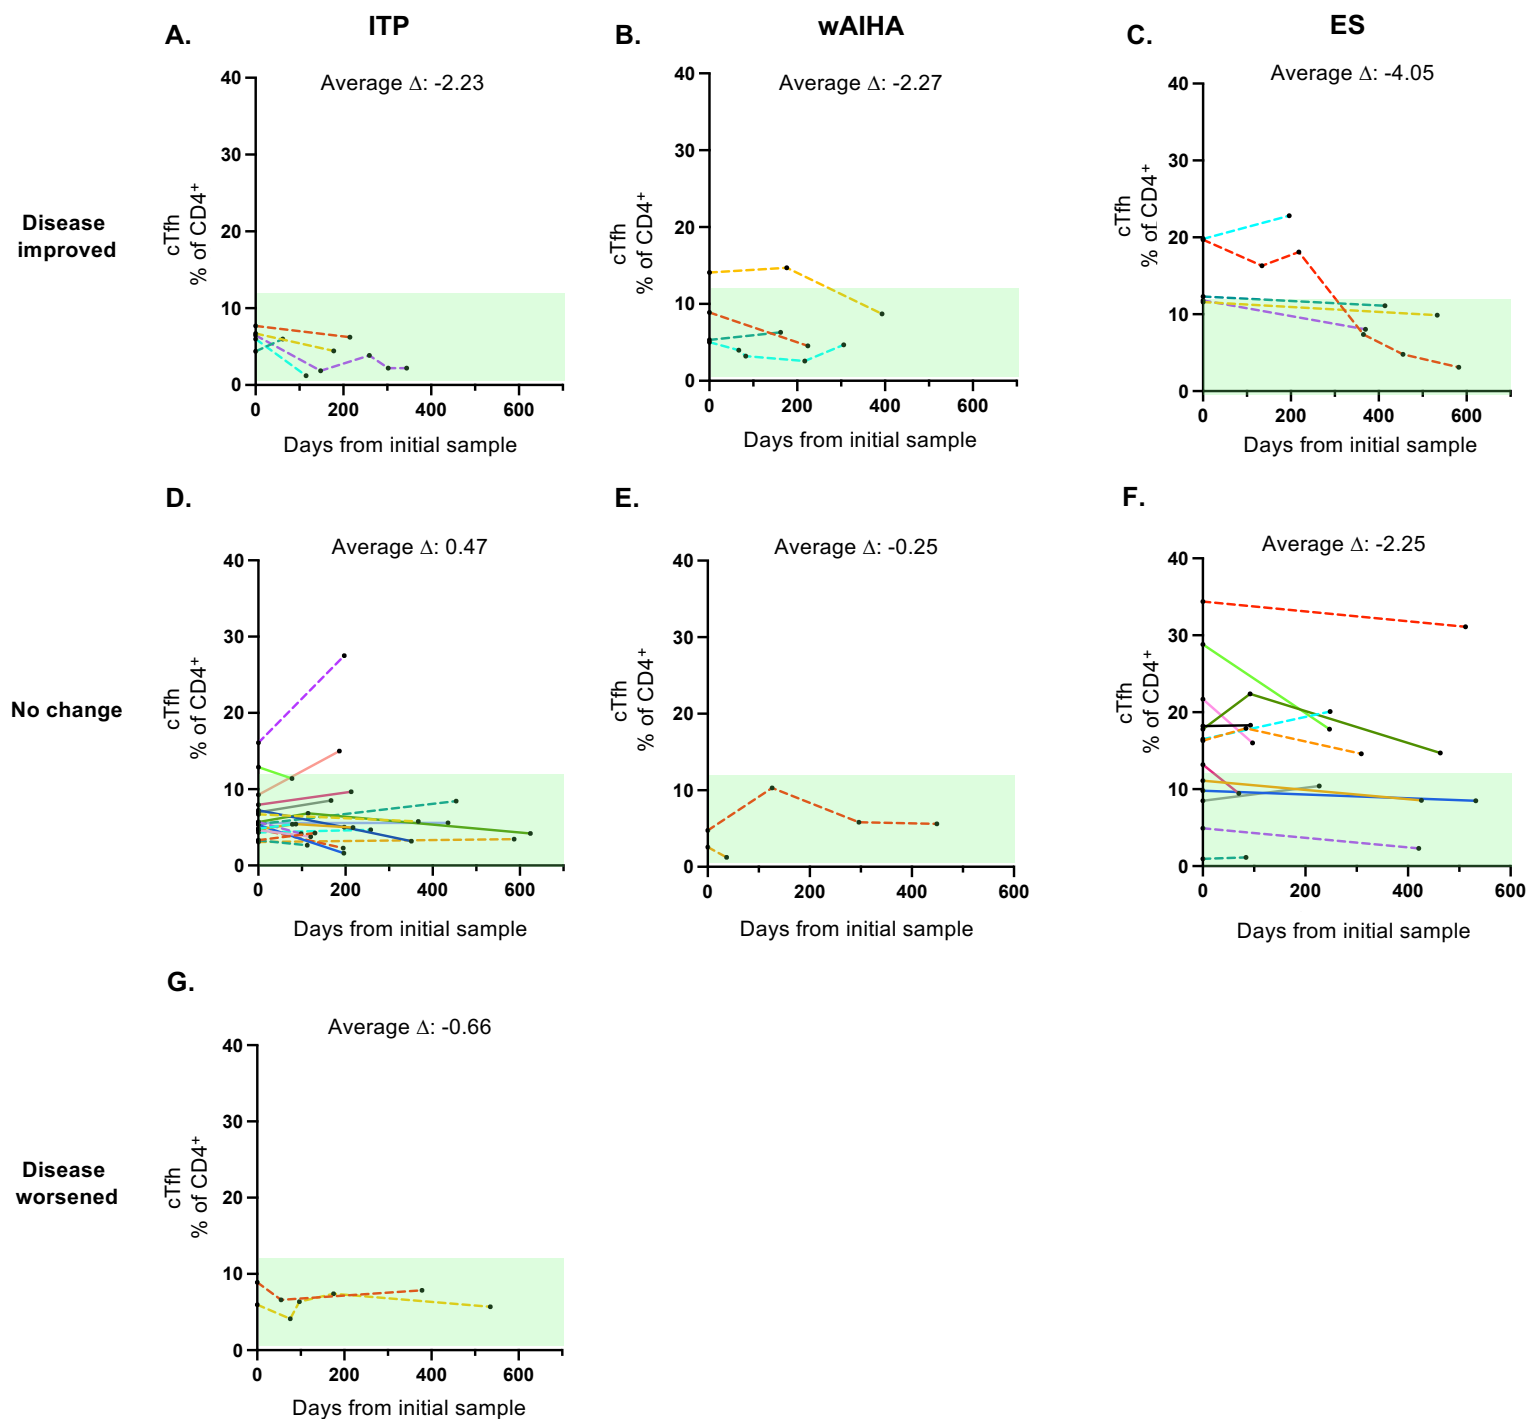 ITP
wAIHA
ES
A.
B.
C.
Disease
improved
Average Δ: -2.23
cTfh
% of CD4⁺
40
30
20
10
0
0
200
400
600
Days from initial sample
Average Δ: -2.27
cTfh
% of CD4⁺
40
30
20
10
0
0
200
400
600
Days from initial sample
Average Δ: -4.05
cTfh
% of CD4⁺
40
30
20
10
0
0
200
400
600
Days from initial sample
No change
D.
Average Δ: 0.47
cTfh
% of CD4⁺
40
30
20
10
0
0
200
400
600
Days from initial sample
E.
Average Δ: -0.25
cTfh
% of CD4⁺
40
30
20
10
0
0
200
400
600
Days from initial sample
F.
Average Δ: -2.25
cTfh
% of CD4⁺
40
30
20
10
0
0
200
400
600
Days from initial sample
Disease
worsened
G.
Average Δ: -0.66
cTfh
% of CD4⁺
40
30
20
10
0
0
200
400
600
Days from initial sample